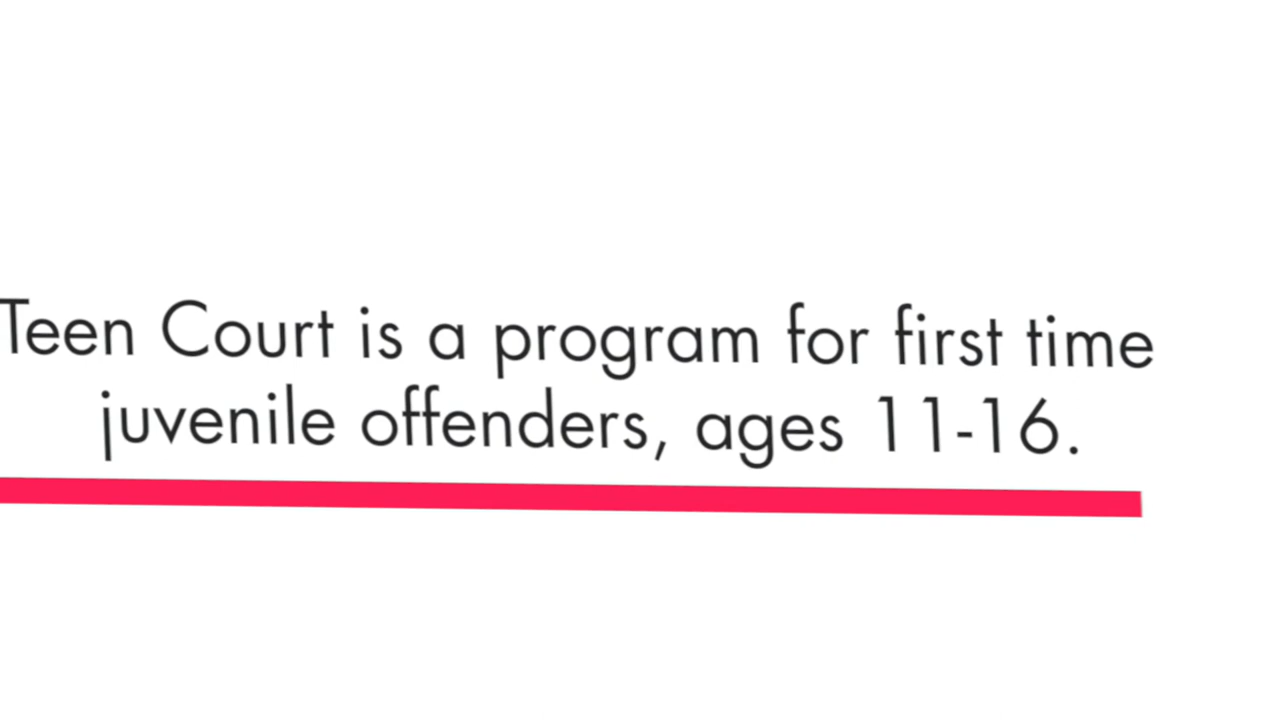 Teen Court is a program for first time
juvenile offenders, ages 11-16.